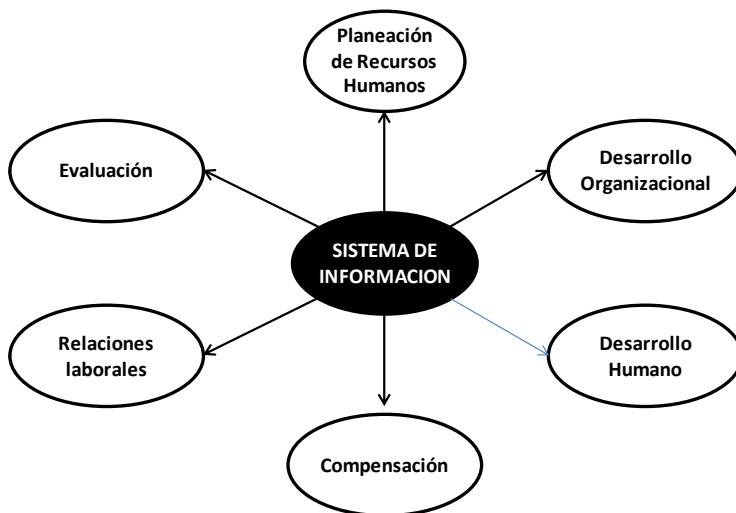 Planeación
de Recursos
Humanos
Evaluación
Desarrollo
Organizacional
SISTEMA DE
INFORMACION
Relaciones
laborales
Desarrollo
Humano
Compensación